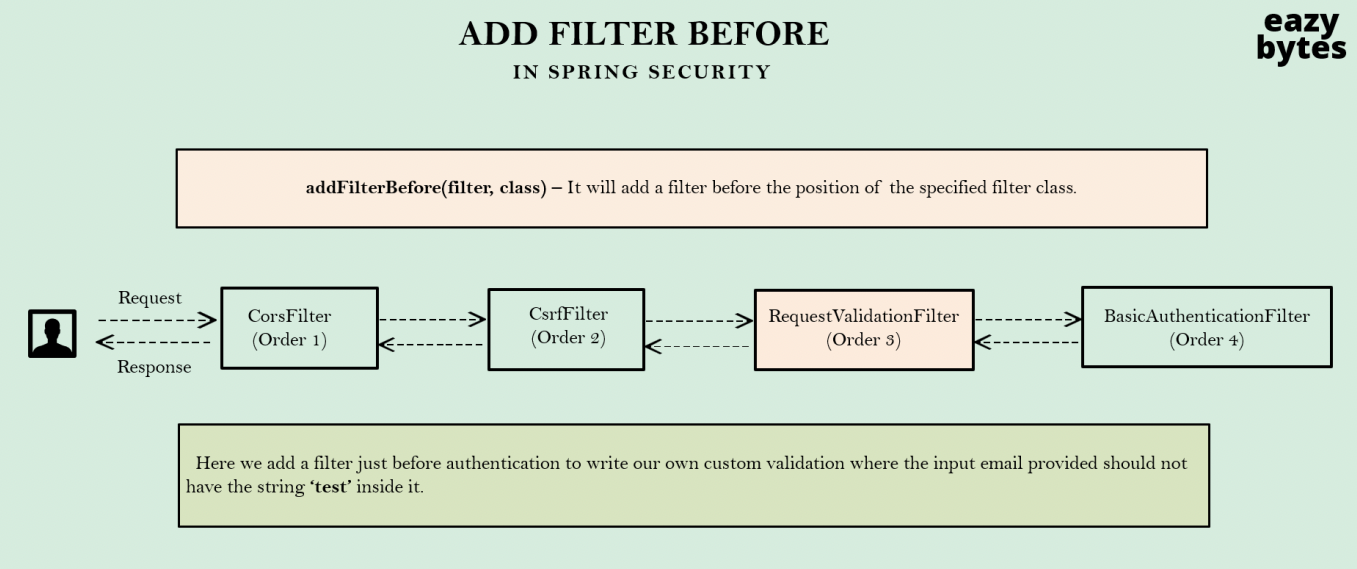 ADD FILTER BEFORE
IN SPRING SECURITY
eazy
bytes
addFilterBefore(filter, class) – It will add a filter before the position of the specified filter class.
Request
Response
CorsFilter
(Order 1)
CsrfFilter
(Order 2)
RequestValidationFilter
(Order 3)
BasicAuthenticationFilter
(Order 4)
Here we add a filter just before authentication to write our own custom validation where the input email provided should not
have the string ‘test’ inside it.